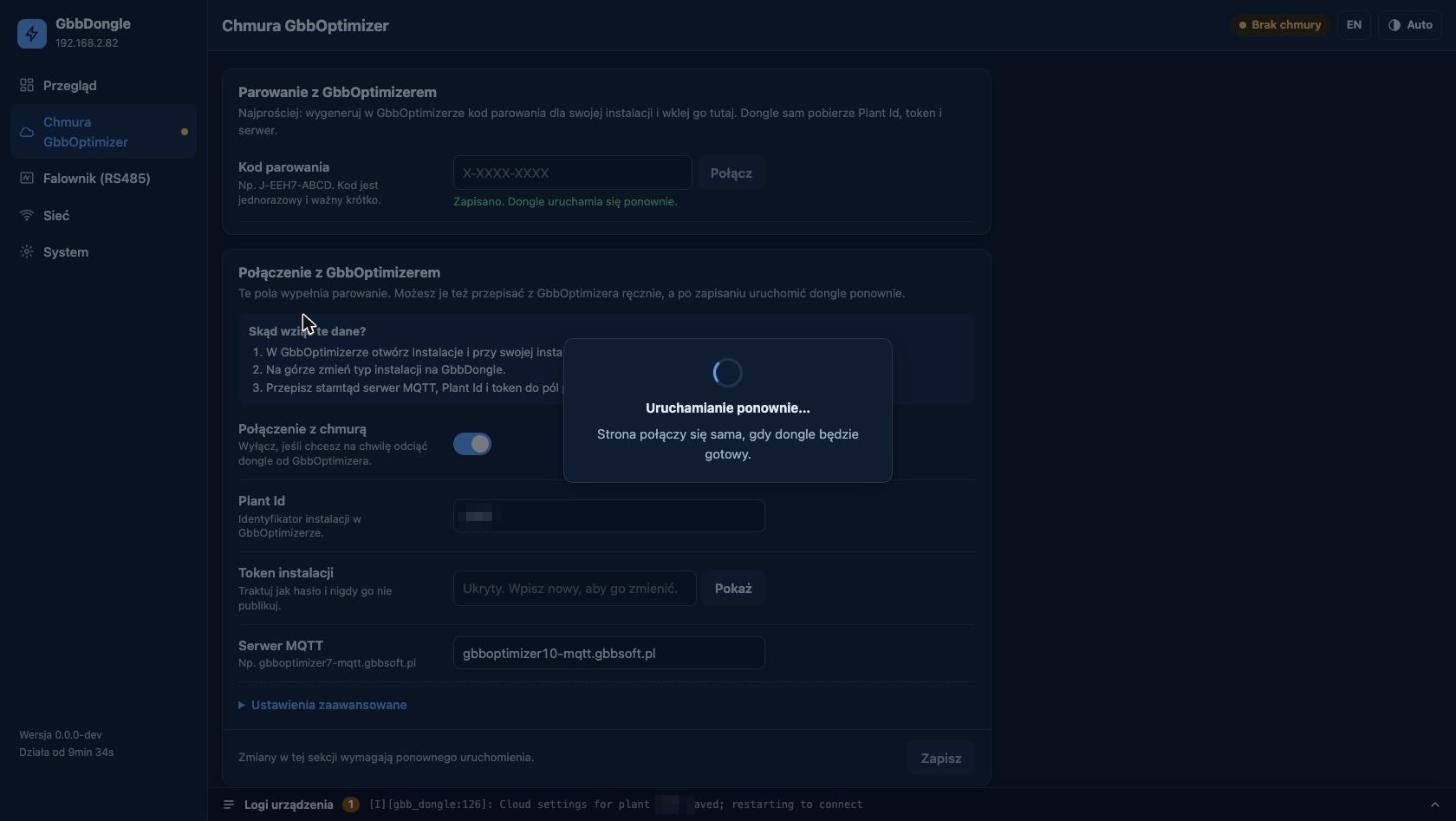 GbbDongle
192.168.2.82
Przegląd
Chmura
GbbOptimizer
Falownik (RS485)
Sieć
System
Wersja 0.0.0-dev
Działa od 9min 34s
Chmura GbbOptimizer
Brak chmury
EN
Auto
Parowanie z GbbOptimizerem
Najprościej: wygeneruj w GbbOptimizerze kod parowania dla swojej instalacji i wklej go tutaj. Dongle sam pobierze Plant Id, token i
serwer.
Kod parowania
Np. J-EEH7-ABCD. Kod jest
jednorazowy i ważny krótko.
X-XXXX-XXXX
Połącz
Zapisano. Dongle uruchamia się ponownie.
Połączenie z GbbOptimizerem
Te pola wypełnia parowanie. Możesz je też przepisać z GbbOptimizera ręcznie, a po zapisaniu uruchomić dongle ponownie.
Skąd wziąć te dane?
1. W GbbOptimizerze otwórz Instalacje i przy swojej insta
2. Na górze zmień typ instalacji na GbbDongle.
3. Przepisz stamtąd serwer MQTT, Plant Id i token do pól
Uruchamianie ponownie...
Strona połączy się sama, gdy dongle będzie
gotowy.
Połączenie z chmurą
Wyłącz, jeśli chcesz na chwilę odciąć
dongle od GbbOptimizera.
Plant Id
Identyfikator instalacji w
GbbOptimizerze.
Token instalacji
Traktuj jak hasło i nigdy go nie
publikuj.
Ukryty. Wpisz nowy, aby go zmienić.
Pokaż
Serwer MQTT
Np. gbboptimizer7-mqtt.gbbsoft.pl
gbboptimizer10-mqtt.gbbsoft.pl
Ustawienia zaawansowane
Zmiany w tej sekcji wymagają ponownego uruchomienia.
Zapisz
Logi urządzenia
1
[I][gbb_dongle:126]: Cloud settings for plant aved; restarting to connect